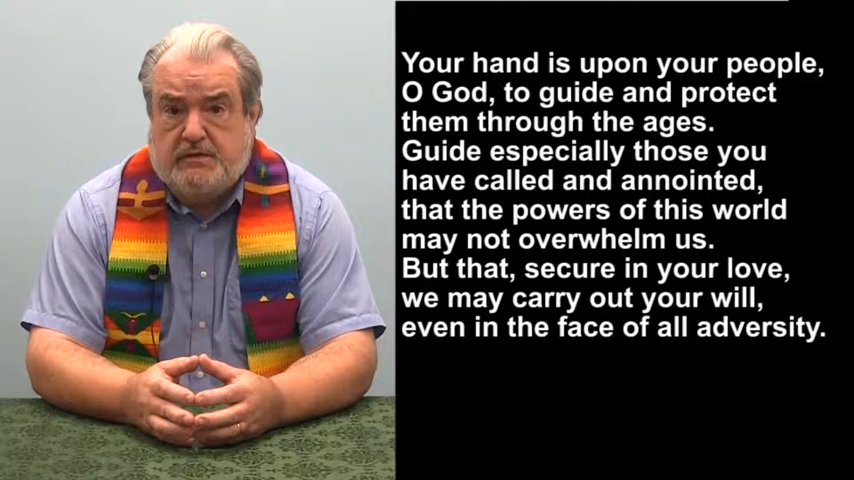 Your hand is upon your people,
O God, to guide and protect
them through the ages.
Guide especially those you
have called and annointed,
that the powers of this world
may not overwhelm us.
But that, secure in your love,
we may carry out your will,
even in the face of all adversity.